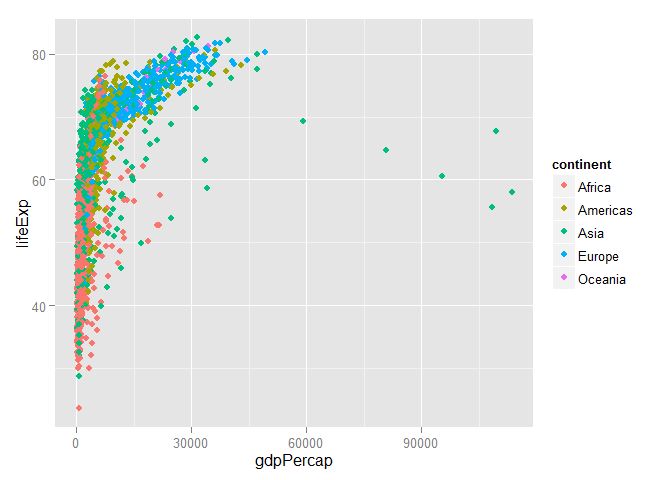 80
60
40
lifeExp
0
30000
60000
90000
gdpPercap
continent
Africa
Americas
Asia
Europe
Oceania